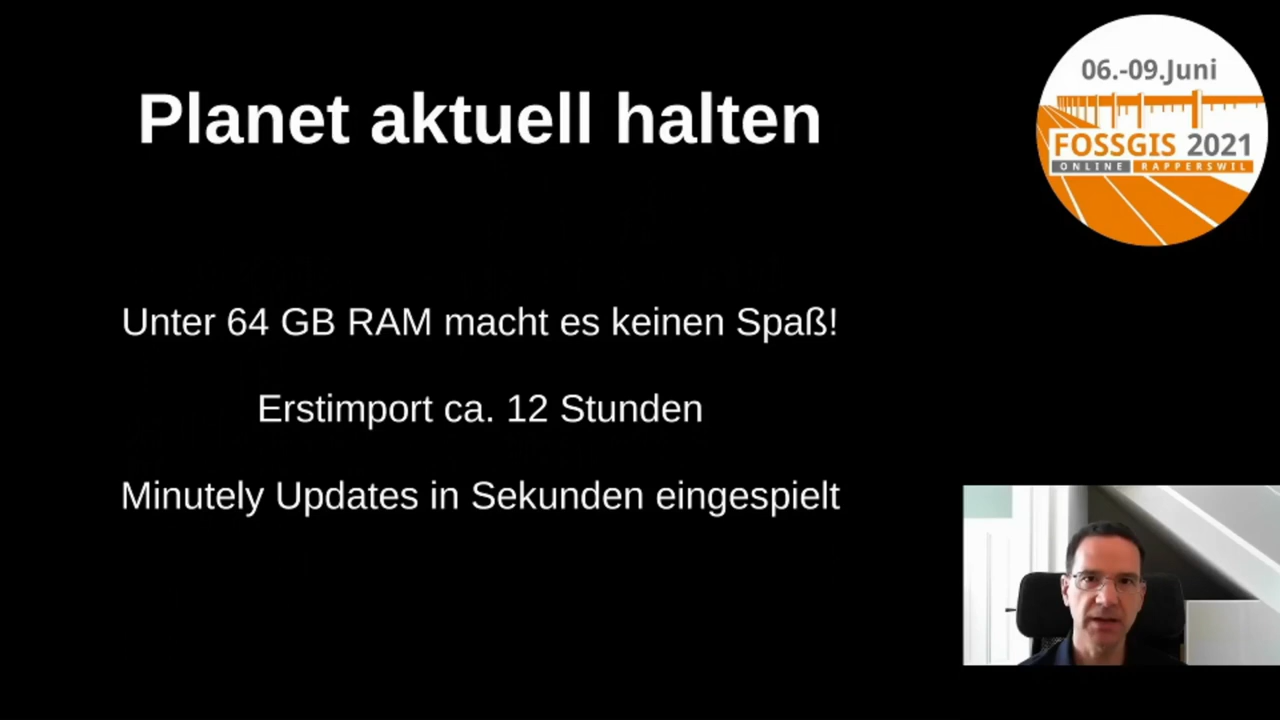 Planet aktuell halten
06.-09.Juni
FOSSGIS 2021
ONLINE RAPPERSWIL
Unter 64 GB RAM macht es keinen Spaß!
Erstimport ca. 12 Stunden
Minutely Updates in Sekunden eingespielt